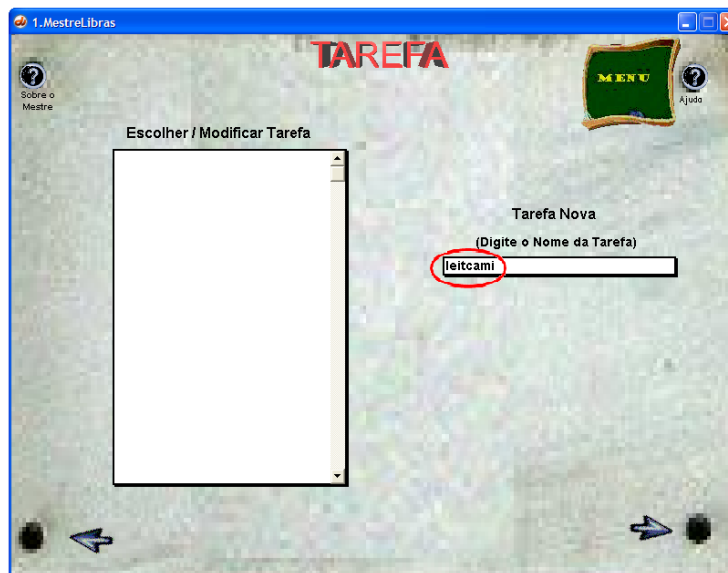 1.MestreLibras
TAREFA
MENU
Sobre o
Mestre
Ajuda
Escolher / Modificar Tarefa
Tarefa Nova
(Digite o Nome da Tarefa)
leitcami